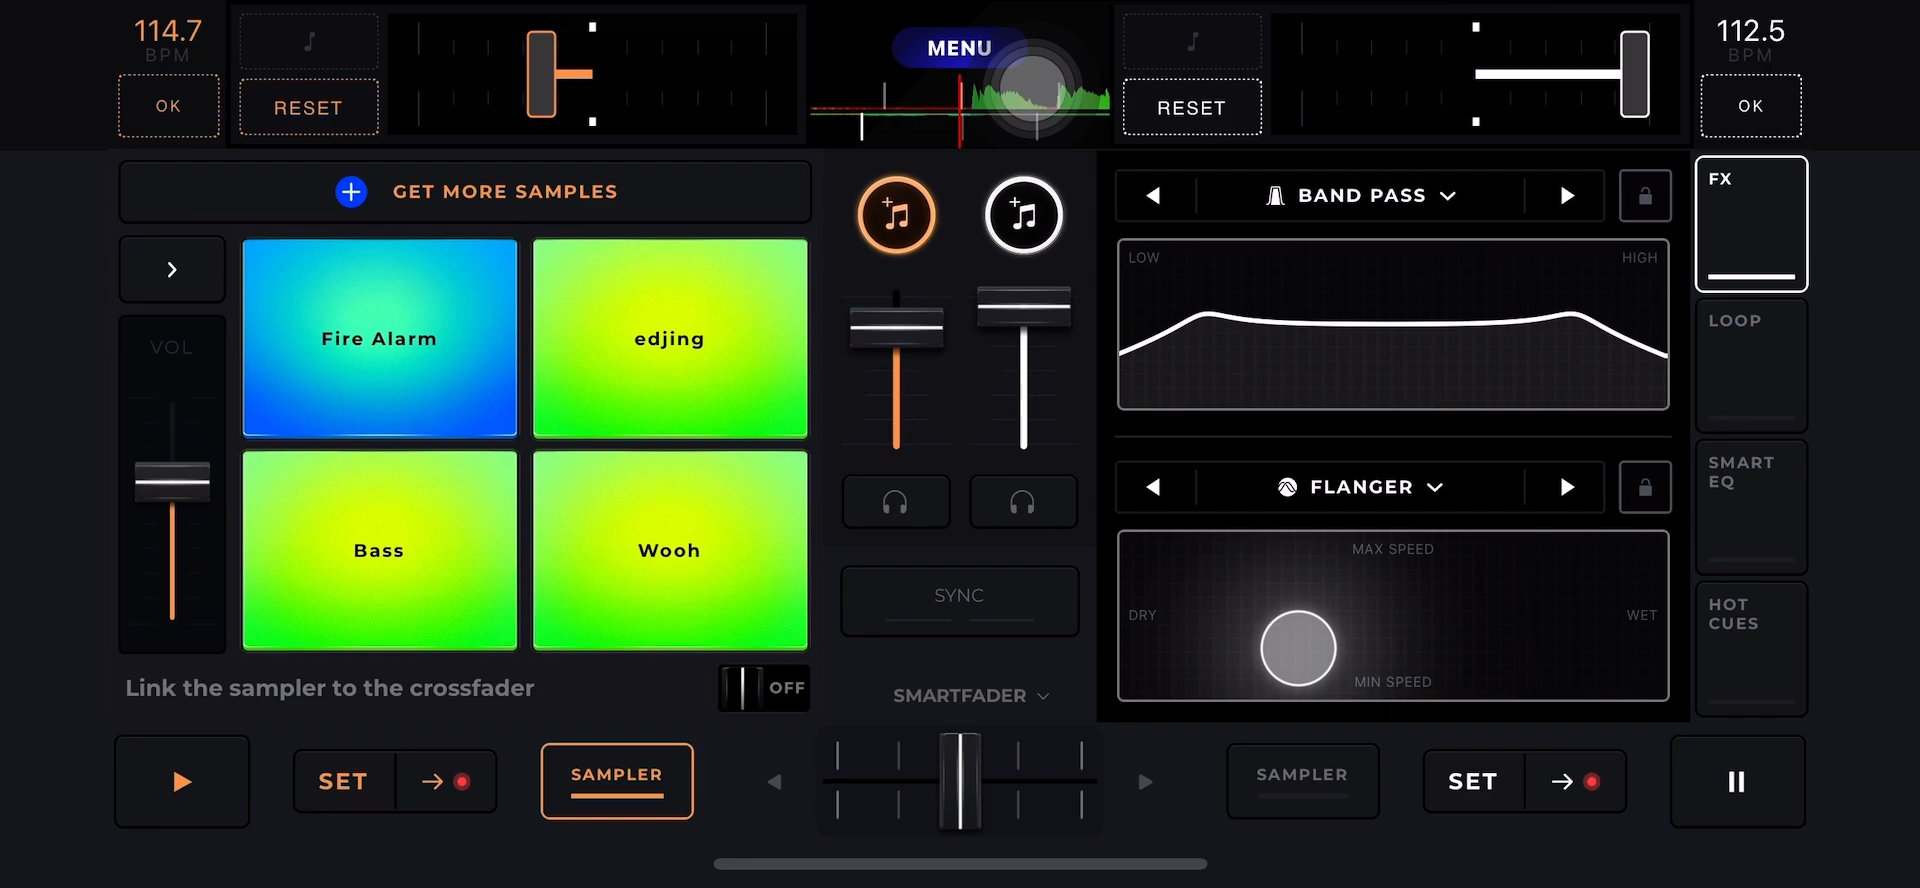 114.7
BPM
OK
RESET
MENU
RESET
112.5
BPM
OK
GET MORE SAMPLES
VOL
Fire Alarm
edjing
Bass
Wooh
Link the sampler to the crossfader
OFF
SYNC
SMARTFADER
BAND PASS
LOW
HIGH
FLANGER
MAX SPEED
DRY
WET
MIN SPEED
FX
LOOP
SMART
EQ
HOT
CUES
SET
SAMPLER
SAMPLER
SET